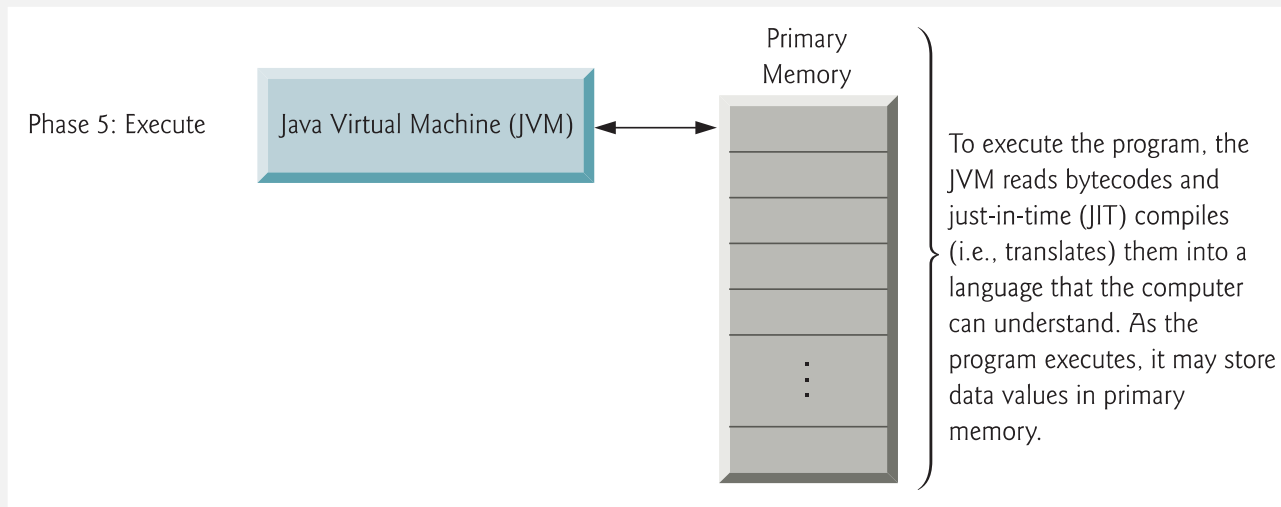 Primary
Memory
Phase 5: Execute
Java Virtual Machine (JVM)
To execute the program, the
JVM reads bytecodes and
just-in-time (JIT) compiles
(i.e., translates) them into a
language that the computer
can understand. As the
program executes, it may store
data values in primary
memory.